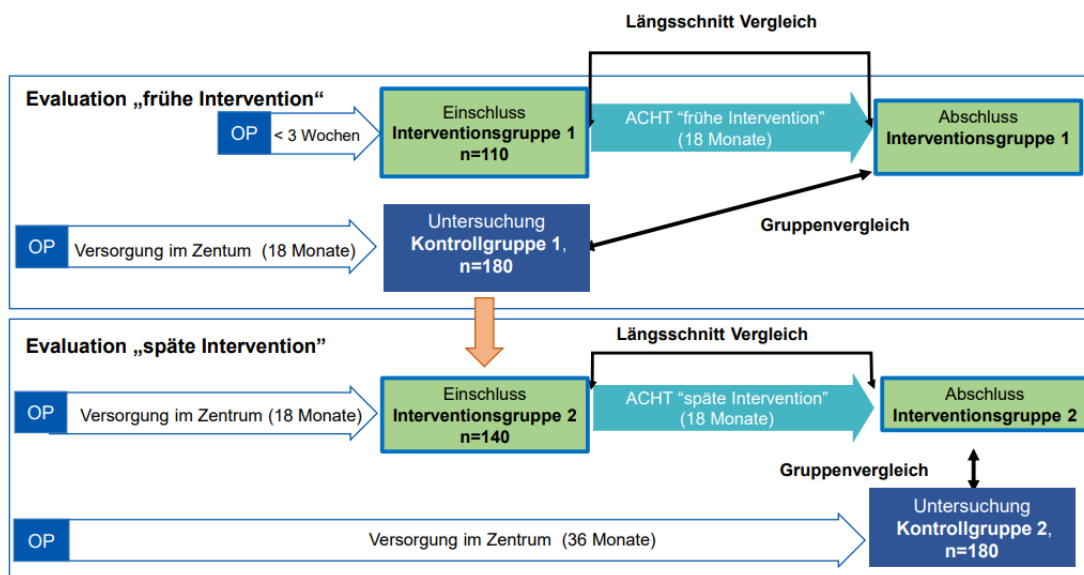 Längsschnitt Vergleich
Evaluation „frühe Intervention“
OP
< 3 Wochen
Einschluss
Interventionsgruppe 1
n=110
ACHT “frühe Intervention”
(18 Monate)
Abschluss
Interventionsgruppe 1
OP
Versorgung im Zentum (18 Monate)
Untersuchung
Kontrollgruppe 1,
n=180
Gruppenvergleich
Evaluation „späte Intervention”
Längsschnitt Vergleich
OP
Versorgung im Zentrum (18 Monate)
Einschluss
Interventionsgruppe 2
n=140
ACHT “späte Intervention”
(18 Monate)
Abschluss
Interventionsgruppe 2
Gruppenvergleich
OP
Versorgung im Zentrum (36 Monate)
Untersuchung
Kontrollgruppe 2,
n=180